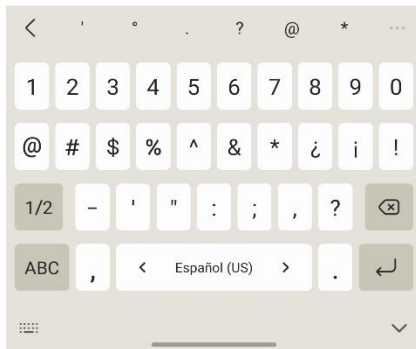 ' ° . ? @ * ...
1 2 3 4 5 6 7 8 9 0
@ # $ % ^ & * ¿ ¡ !
1/2 - ' " : ; , ?
ABC , < Español (US) > .